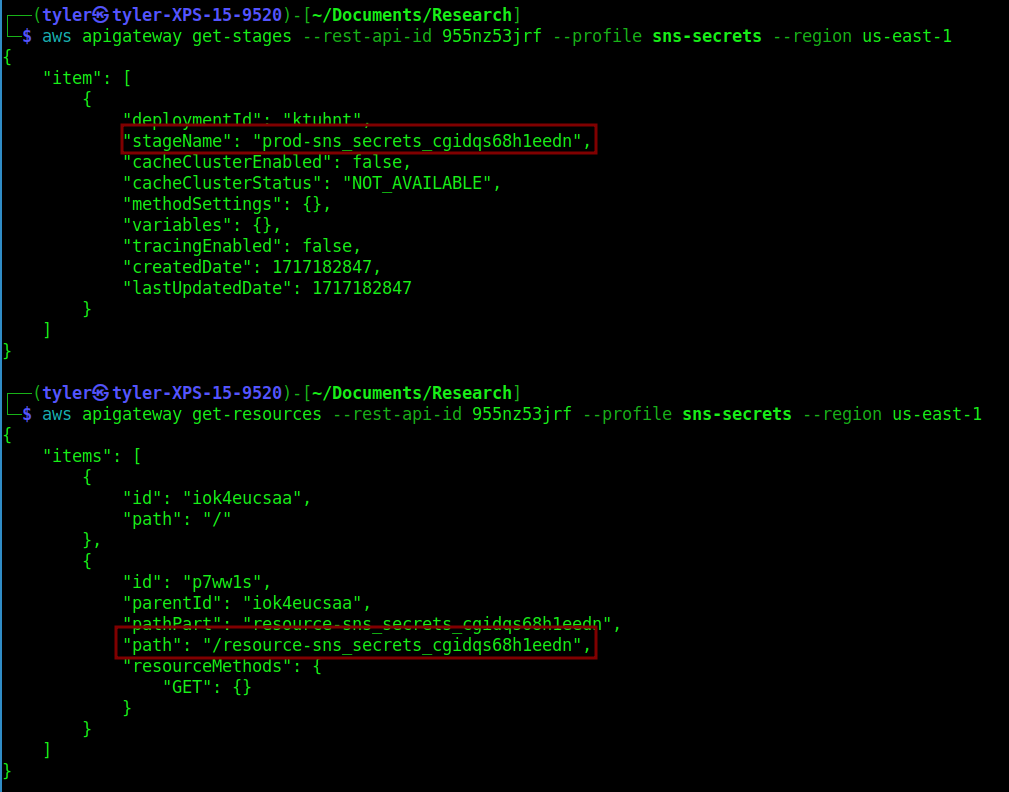 ┌──(tyler㉿tyler-XPS-15-9520)-[~/Documents/Research]
└─$ aws apigateway get-stages --rest-api-id 955nz53jrf --profile sns-secrets --region us-east-1
{
    "item": [
        {
            "deploymentId": "ktuhnt",
            "stageName": "prod-sns_secrets_cgidqs68h1eedn",
            "cacheClusterEnabled": false,
            "cacheClusterStatus": "NOT_AVAILABLE",
            "methodSettings": {},
            "variables": {},
            "tracingEnabled": false,
            "createdDate": 1717182847,
            "lastUpdatedDate": 1717182847
        }
    ]
}
┌──(tyler㉿tyler-XPS-15-9520)-[~/Documents/Research]
└─$ aws apigateway get-resources --rest-api-id 955nz53jrf --profile sns-secrets --region us-east-1
{
    "items": [
        {
            "id": "iok4eucsaa",
            "path": "/"
        },
        {
            "id": "p7ww1s",
            "parentId": "iok4eucsaa",
            "pathPart": "resource-sns_secrets_cgidqs68h1eedn",
            "path": "/resource-sns_secrets_cgidqs68h1eedn",
            "resourceMethods": {
                "GET": {}
            }
        }
    ]
}